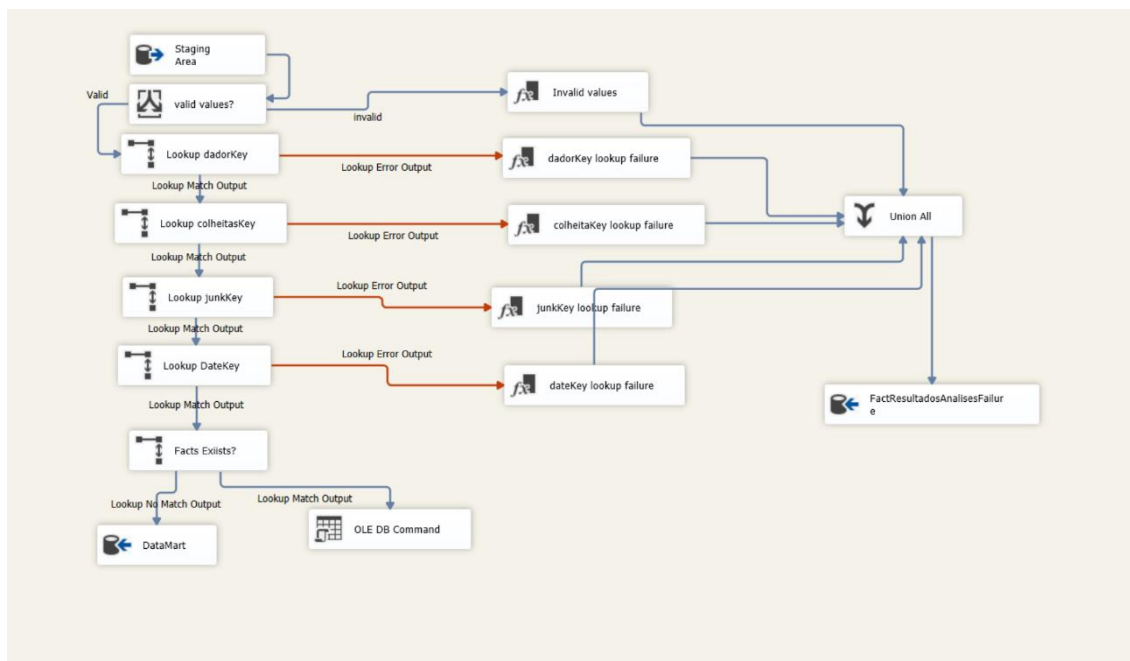 Staging
Area
Valid
valid values?
invalid
Invalid values
Lookup dadorKey
Lookup Error Output
dadorKey lookup failure
Lookup Match Output
Lookup colheitasKey
Lookup Error Output
colheitaKey lookup failure
Union All
Lookup Match Output
Lookup junkKey
Lookup Error Output
junkKey lookup failure
Lookup Match Output
Lookup DateKey
Lookup Error Output
dateKey lookup failure
Lookup Match Output
FactResultadosAnalisesFailur
e
Facts Exiists?
Lookup No Match Output
Lookup Match Output
DataMart
OLE DB Command